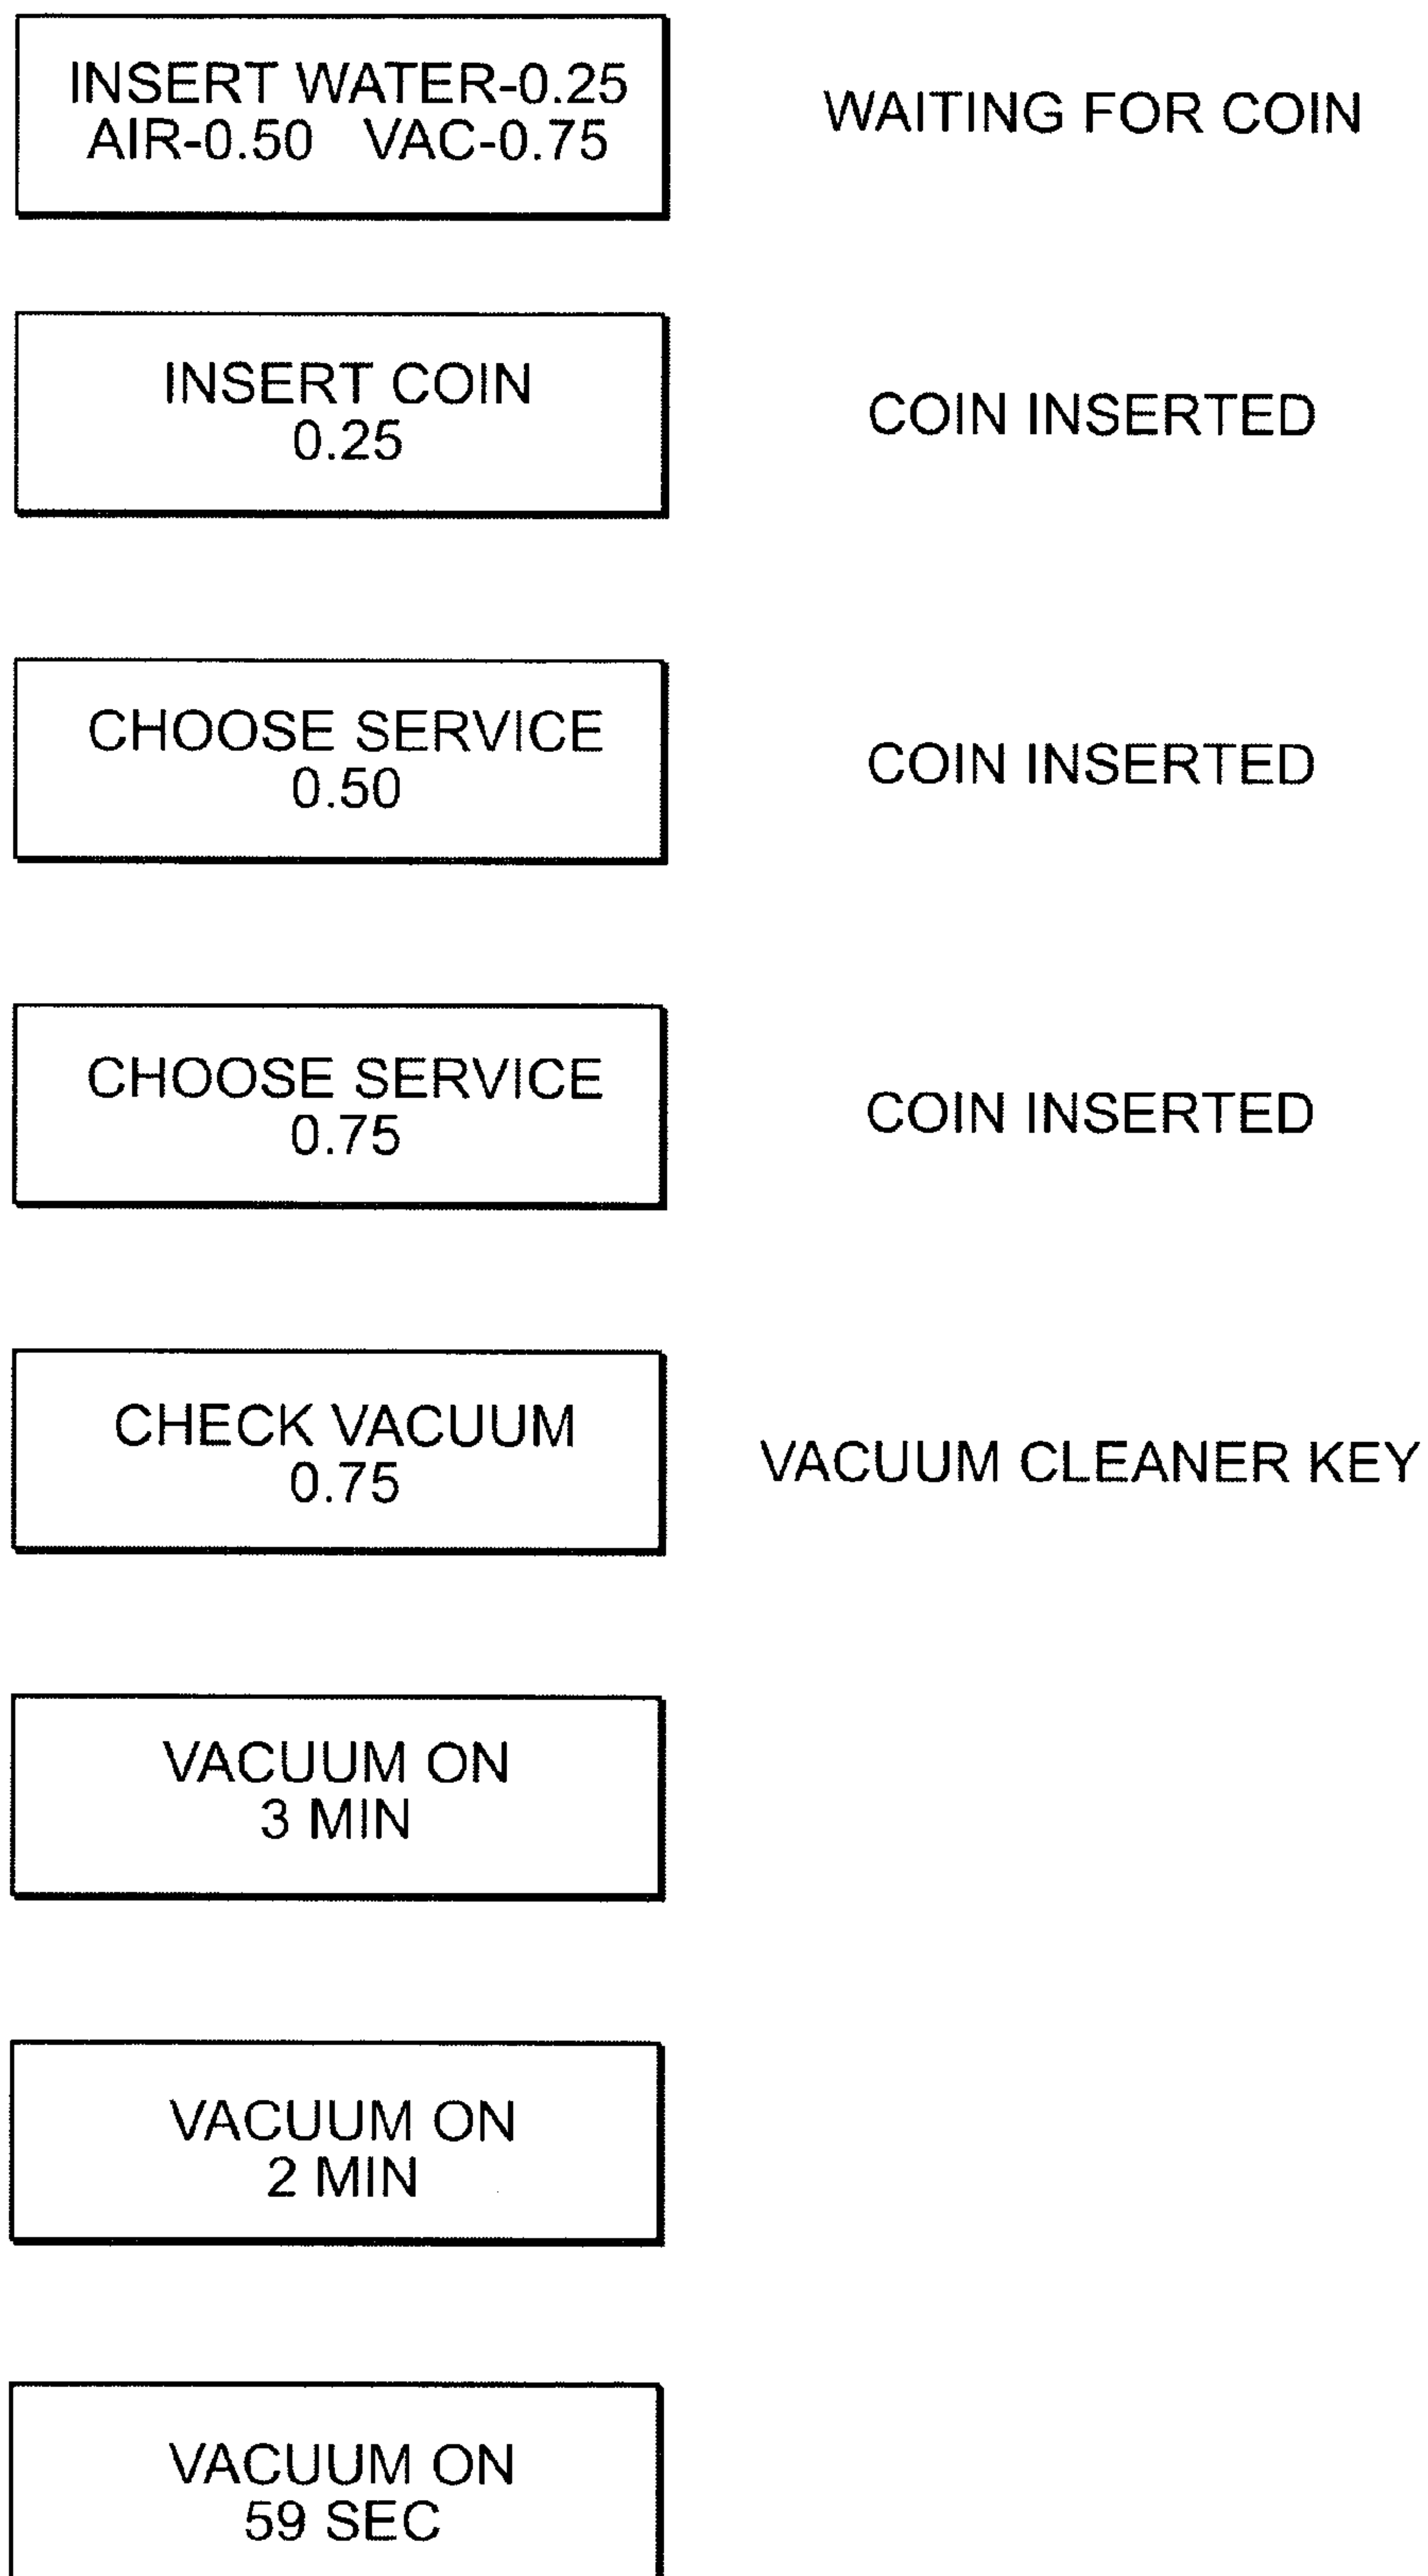 INSERT WATER-0.25
AIR-0.50 VAC-0.75
WAITING FOR COIN
INSERT COIN
0.25
COIN INSERTED
CHOOSE SERVICE
0.50
COIN INSERTED
CHOOSE SERVICE
0.75
COIN INSERTED
CHECK VACUUM
0.75
VACUUM CLEANER KEY
VACUUM ON
3 MIN
VACUUM ON
2 MIN
VACUUM ON
59 SEC